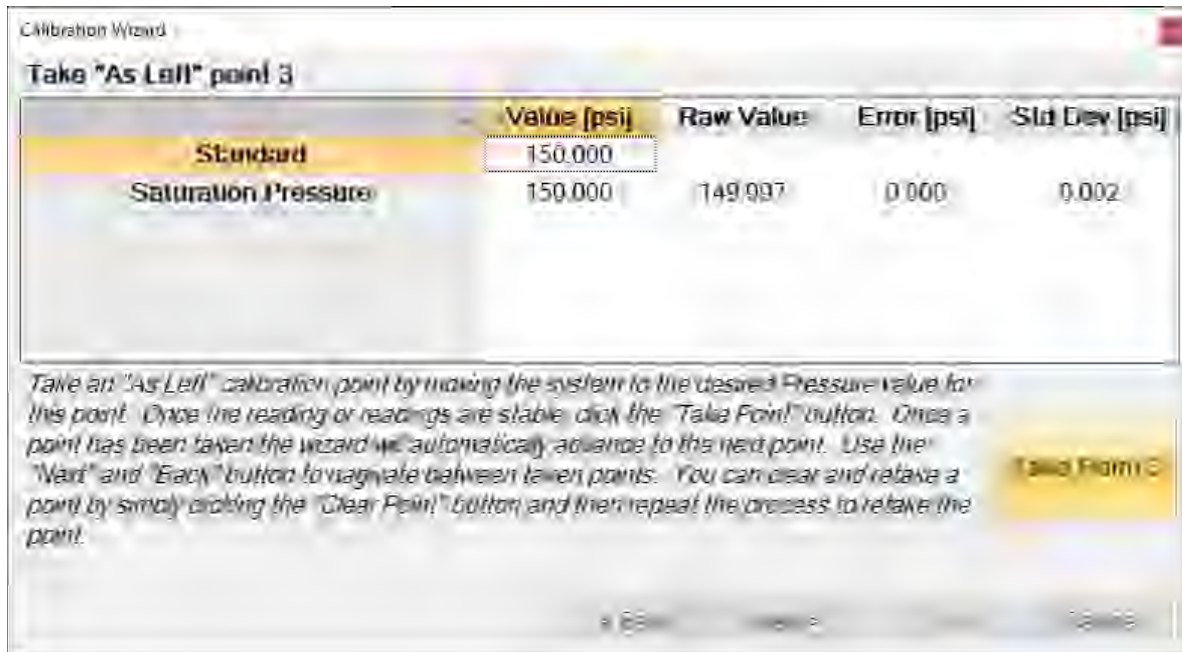 Calibration Wizard
Take "As Left" point 3
Value [psi] Raw Value Error [psi] Std Dev [psi]
Standard 150.000
Saturation Pressure 150.000 0.000 0.002
Take an "As Left" calibration point by moving the system to the desired Pressure value for
this point. Once the reading or readings are stable, click the "Take Point" button. Once a
point has been taken the wizard will automatically advance to the next point. Use the
"Next" and "Back" button to nagivate between taken points. You can clear and retake a
point by simply clicking the "Clear Point" button and then repeat the process to retake the
point.
Take Point 3